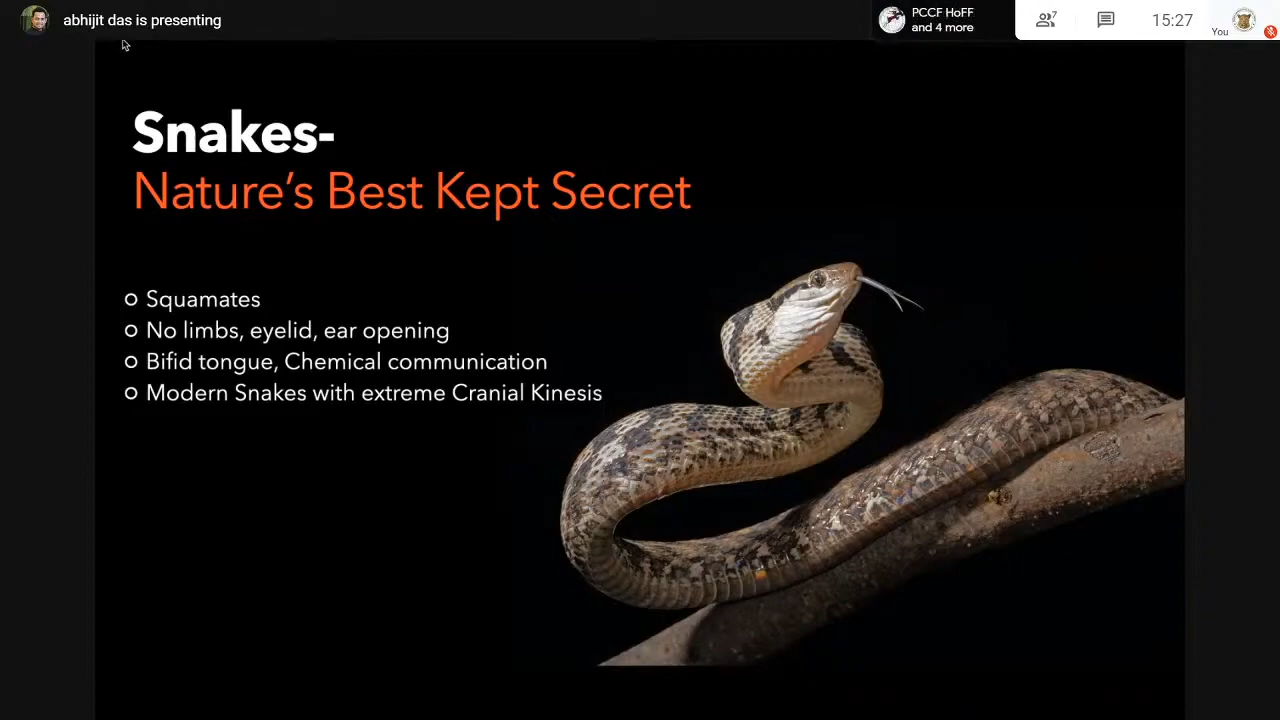 abhijit das is presenting
PCCF HoFF
and 4 more
7
15:27
You
Snakes-
Nature's Best Kept Secret
Squamates
No limbs, eyelid, ear opening
Bifid tongue, Chemical communication
Modern Snakes with extreme Cranial Kinesis